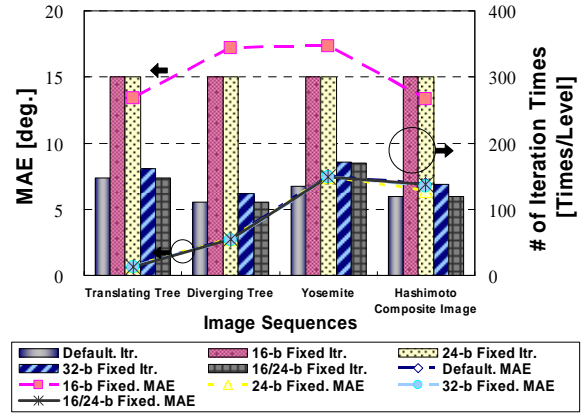 20
15
10
5
0
MAE [deg.]
400
300
200
100
0
# of Iteration Times
[Times/Level]
Translating Tree
Diverging Tree
Yosemite
Hashimoto
Composite Image
Image Sequences
Default. Itr.
16-b Fixed Itr.
24-b Fixed Itr.
32-b Fixed Itr.
16/24-b Fixed Itr.
Default. MAE
16-b Fixed. MAE
24-b Fixed. MAE
32-b Fixed. MAE
16/24-b Fixed. MAE